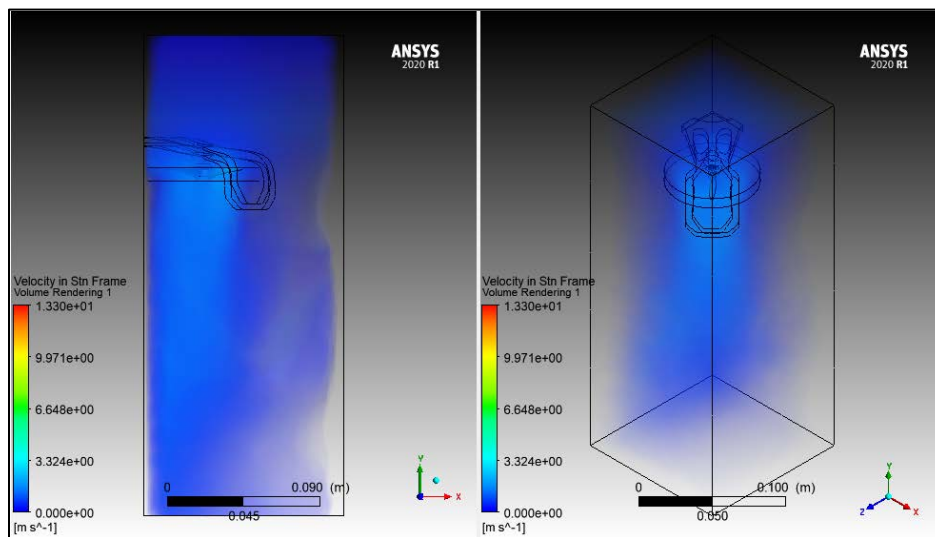 ANSYS
2020 R1
Velocity in Stn Frame
Volume Rendering 1
1.330e+01
9.971e+00
6.648e+00
3.324e+00
0.000e+00
[m s^-1]
0
0.090
(m)
0.045
Y
X
ANSYS
2020 R1
Velocity in Stn Frame
Volume Rendering 1
1.330e+01
9.971e+00
6.648e+00
3.324e+00
0.000e+00
[m s^-1]
0
0.100
(m)
0.050
Y
Z
X